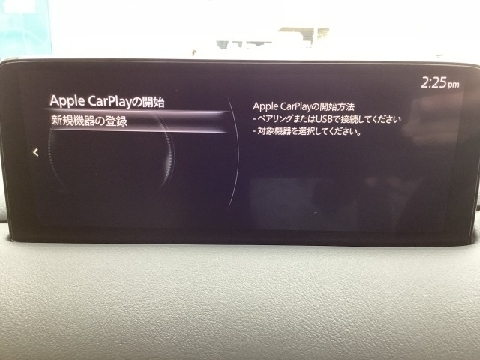 2:25pm
Apple CarPlayの開始
新規機器の登録
Apple CarPlayの開始方法
- ペアリングまたはUSBで接続してください
- 対象機器を選択してください。